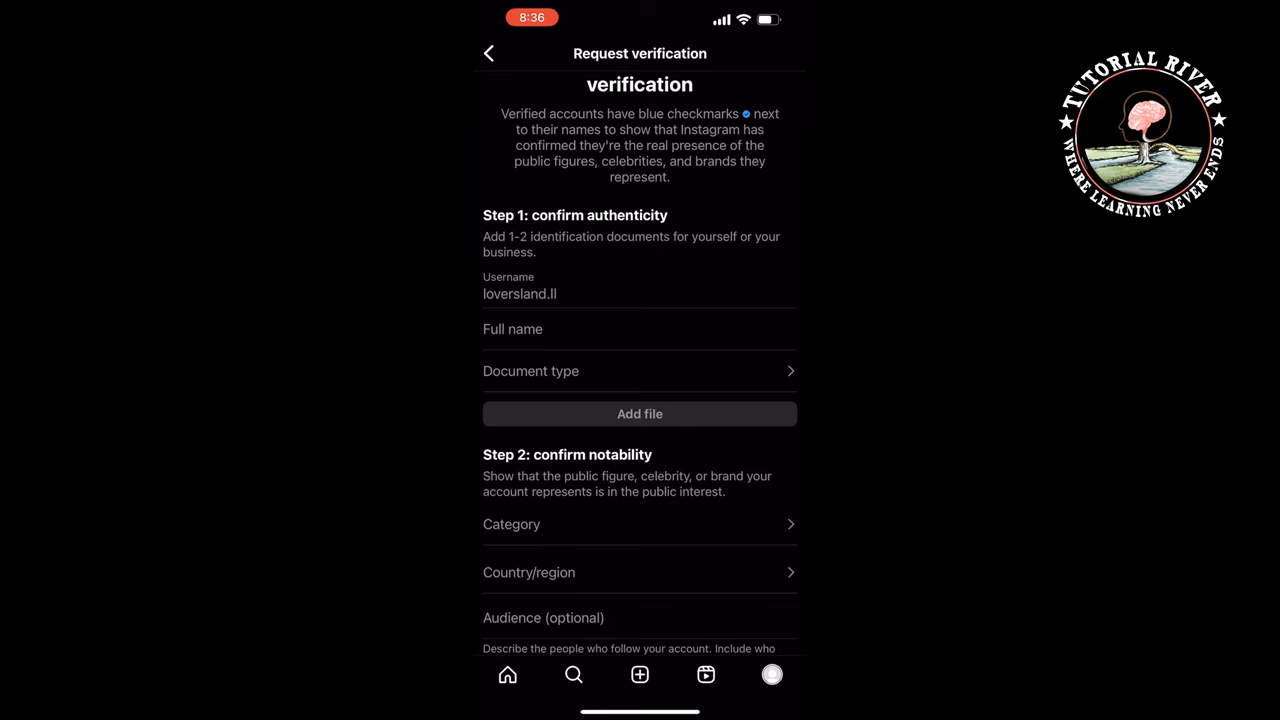 8:36
Request verification
verification
Verified accounts have blue checkmarks next
to their names to show that Instagram has
confirmed they're the real presence of the
public figures, celebrities, and brands they
represent.
Step 1: confirm authenticity
Add 1-2 identification documents for yourself or your
business.
Username
loversland.ll
Full name
Document type
Add file
Step 2: confirm notability
Show that the public figure, celebrity, or brand your
account represents is in the public interest.
Category
Country/region
Audience (optional)
Describe the people who follow your account. Include who
TUTORIAL RIVER
WHERE LEARNING NEVER ENDS